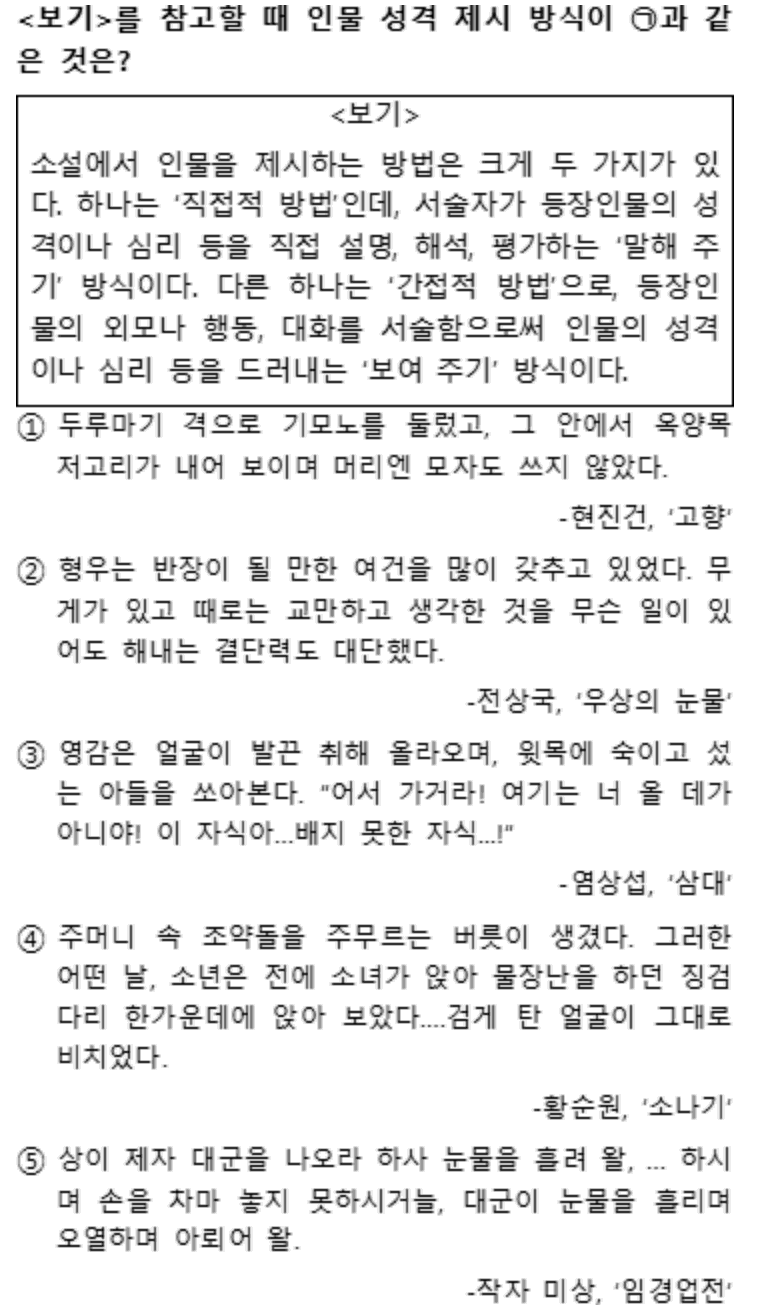 <보기>를 참고할 때 인물 성격 제시 방식이 ㉠과 같
은 것은?
<보기>
소설에서 인물을 제시하는 방법은 크게 두 가지가 있
다. 하나는 '직접적 방법'인데, 서술자가 등장인물의 성
격이나 심리 등을 직접 설명, 해석, 평가하는 '말해 주
기' 방식이다. 다른 하나는 '간접적 방법'으로, 등장인
물의 외모나 행동, 대화를 서술함으로써 인물의 성격
이나 심리 등을 드러내는 '보여 주기' 방식이다.
① 두루마기 격으로 기모노를 둘렀고, 그 안에서 옥양목
저고리가 내어 보이며 머리엔 모자도 쓰지 않았다.
-현진건, '고향'
② 형우는 반장이 될 만한 여건을 많이 갖추고 있었다. 무
게가 있고 때로는 교만하고 생각한 것을 무슨 일이 있
어도 해내는 결단력도 대단했다.
-전상국, '우상의 눈물'
③ 영감은 얼굴이 발끈 취해 올라오며, 윗목에 숙이고 섰
는 아들을 쏘아본다. "어서 가거라! 여기는 너 올 데가
아니야! 이 자식아...배지 못한 자식...!"
-염상섭, '삼대'
④ 주머니 속 조약돌을 주무르는 버릇이 생겼다. 그러한
어떤 날, 소년은 전에 소녀가 앉아 물장난을 하던 징검
다리 한가운데에 앉아 보았다....검게 탄 얼굴이 그대로
비치었다.
-황순원, '소나기'
⑤ 상이 제자 대군을 나오라 하사 눈물을 흘려 왈, ... 하시
며 손을 차마 놓지 못하시거늘, 대군이 눈물을 흘리며
오열하며 아뢰어 왈.
-작자 미상, '임경업전'